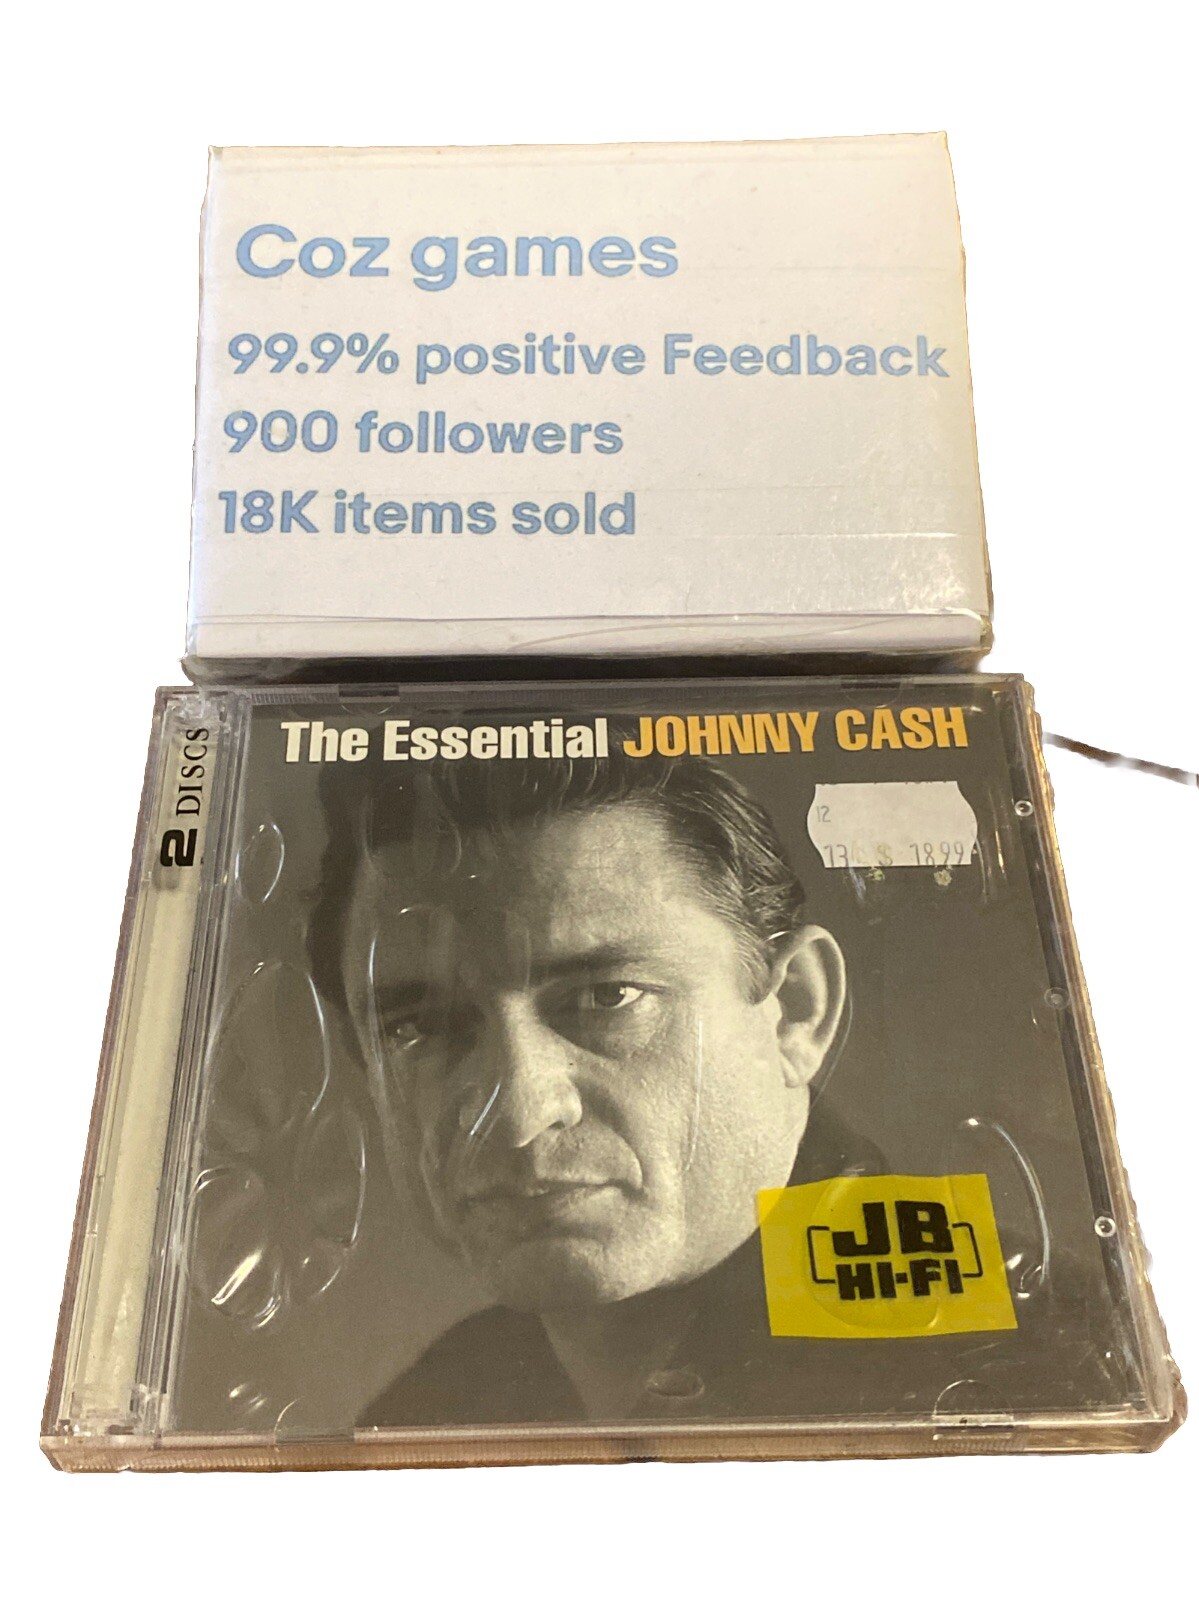 Coz games
99.9% positive Feedback
900 followers
18K items sold
The Essential JOHNNY CASH
2 DISCS
12
13 $ 18.99
JB
HI-FI